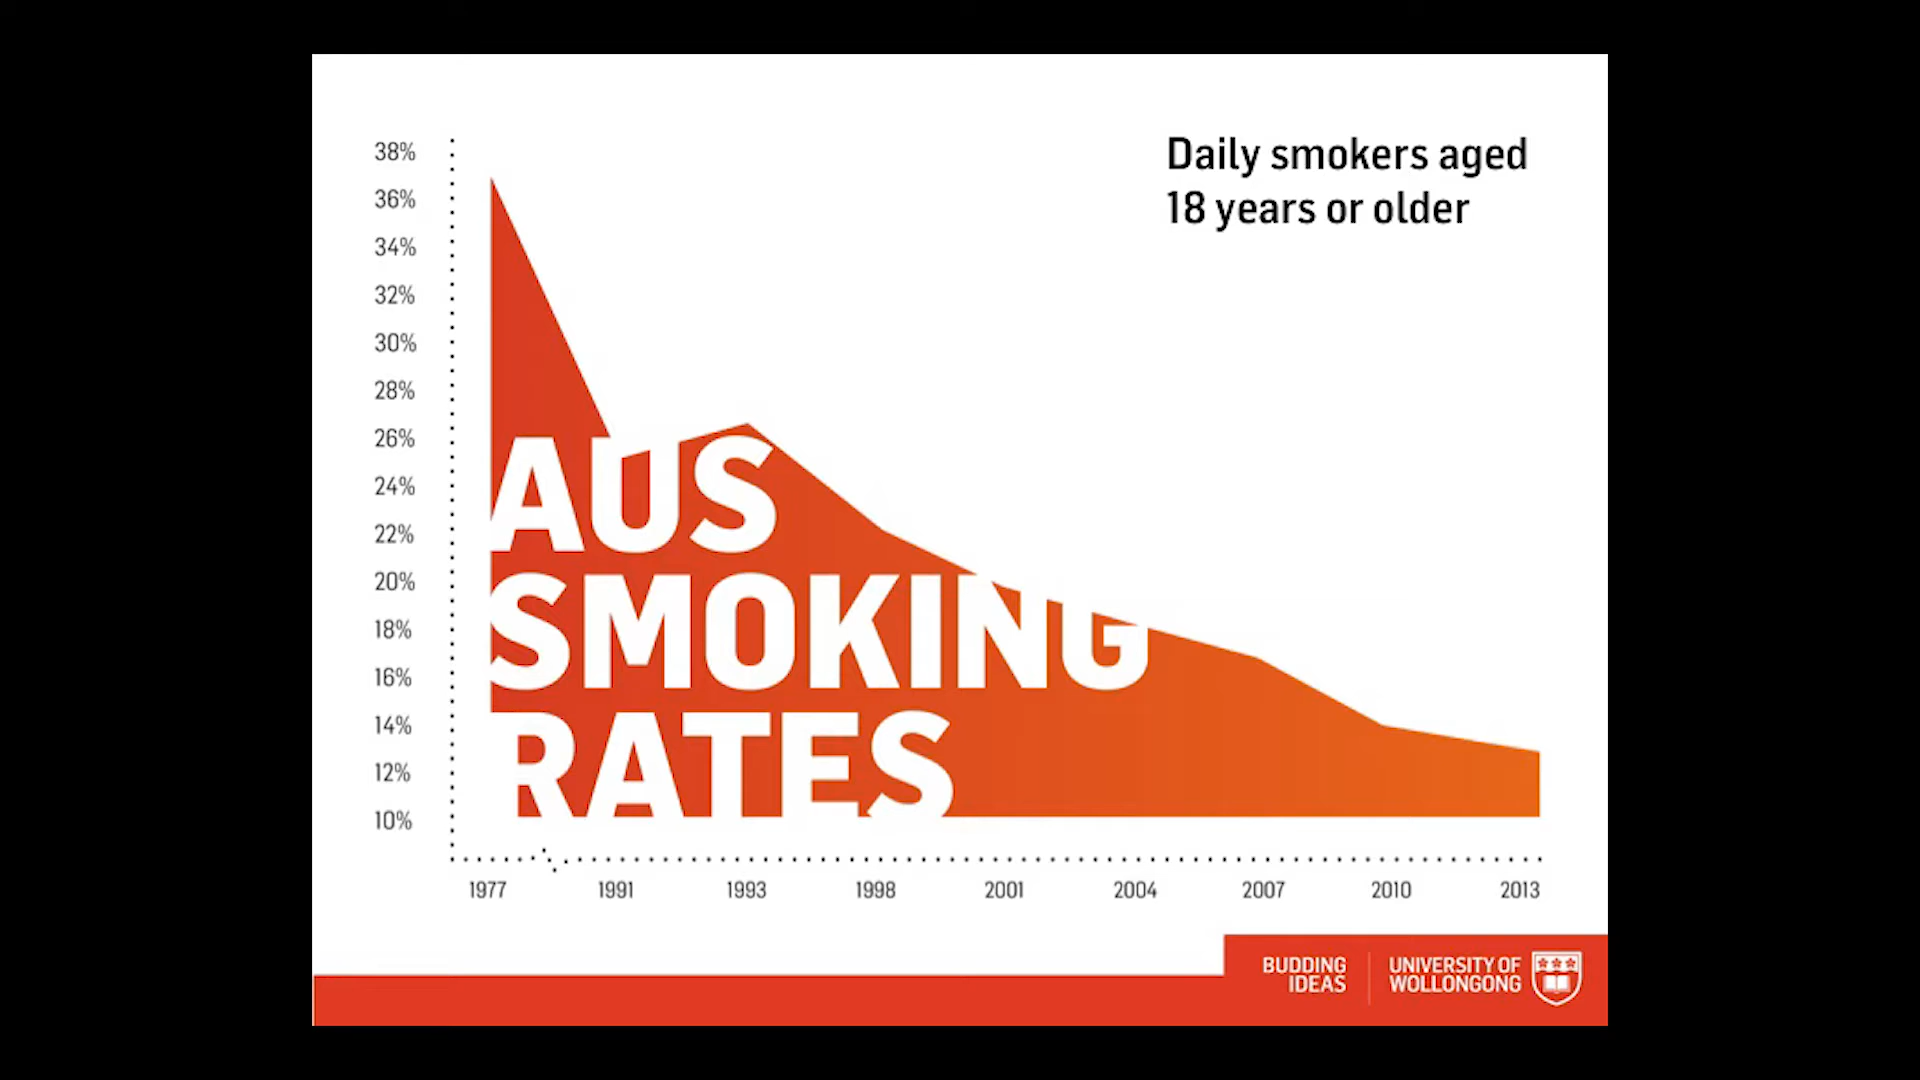 38%
36%
34%
32%
30%
28%
26%
24%
22%
20%
18%
16%
14%
12%
10%
Daily smokers aged
18 years or older
AUS
SMOKING
RATES
1977 1991 1993 1998 2001 2004 2007 2010 2013
BUDDING
IDEAS
UNIVERSITY OF
WOLLONGONG